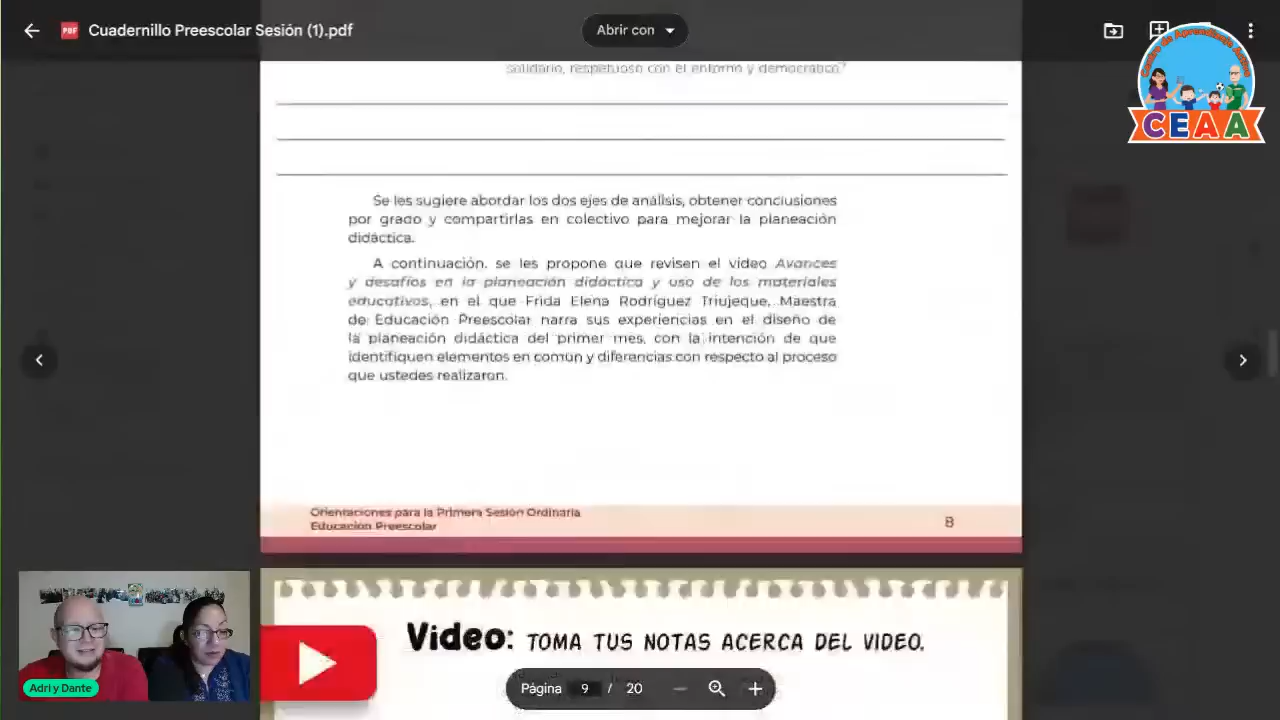 Cuadernillo Preescolar Sesión (1).pdf
Abrir con
Centro de Aprendizaje Activo
CEAA
solidario, respetuoso con el entorno y democrático?
Se les sugiere abordar los dos ejes de análisis, obtener conclusiones
por grado y compartirlas en colectivo para mejorar la planeación
didáctica.
A continuación, se les propone que revisen el video Avances
y desafíos en la planeación didáctica y uso de los materiales
educativos, en el que Frida Elena Rodríguez Triujeque, Maestra
de Educación Preescolar narra sus experiencias en el diseño de
la planeación didáctica del primer mes, con la intención de que
identifiquen elementos en común y diferencias con respecto al proceso
que ustedes realizaron.
Orientaciones para la Primera Sesión Ordinaria
Educación Preescolar
8
Video: TOMA TUS NOTAS ACERCA DEL VIDEO.
Página 9 / 20
Adri y Dante